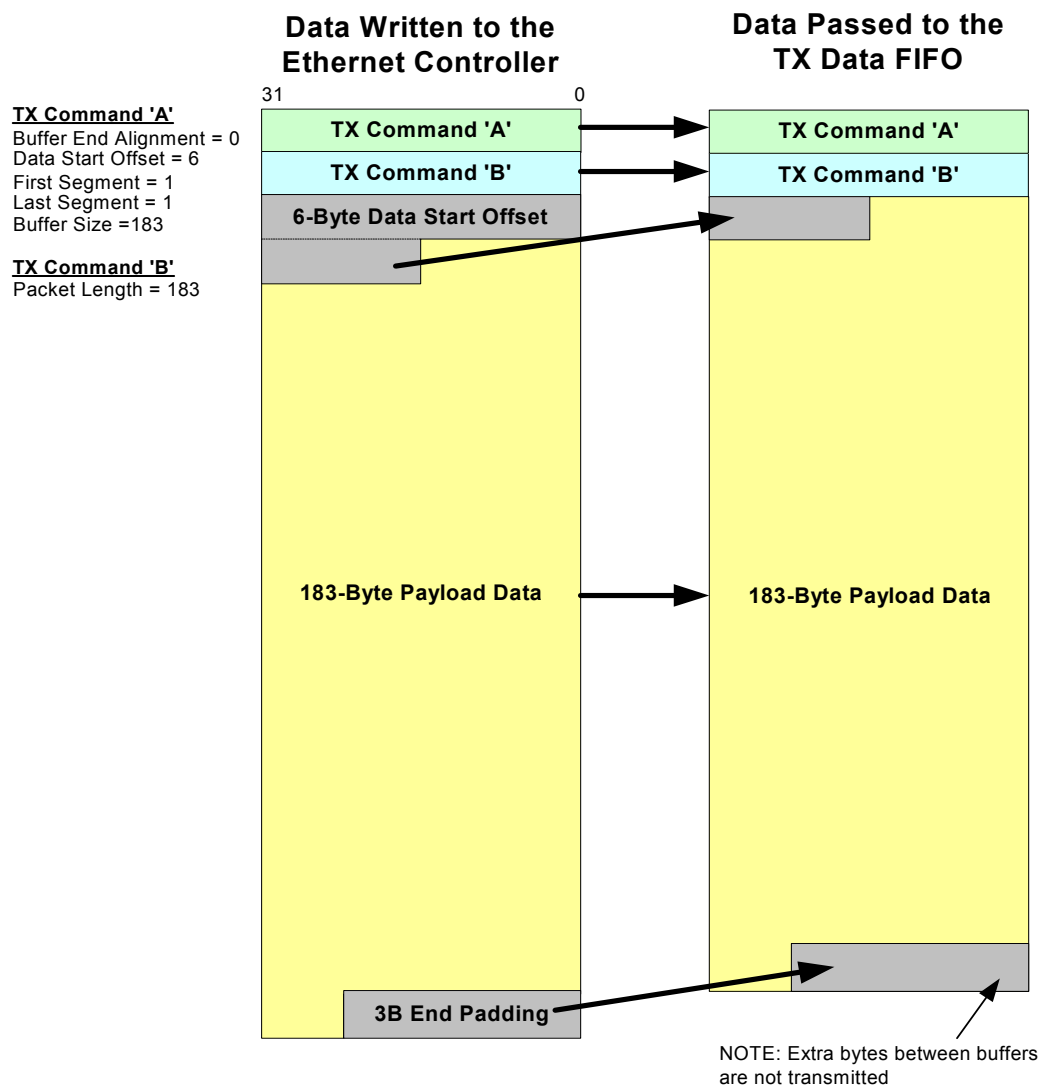 Data Written to the
Ethernet Controller
Data Passed to the
TX Data FIFO
31
0
TX Command 'A'
Buffer End Alignment = 0
Data Start Offset = 6
First Segment = 1
Last Segment = 1
Buffer Size =183
TX Command 'B'
Packet Length = 183
TX Command 'A'
TX Command 'B'
6-Byte Data Start Offset
183-Byte Payload Data
3B End Padding
TX Command 'A'
TX Command 'B'
183-Byte Payload Data
NOTE: Extra bytes between buffers
are not transmitted